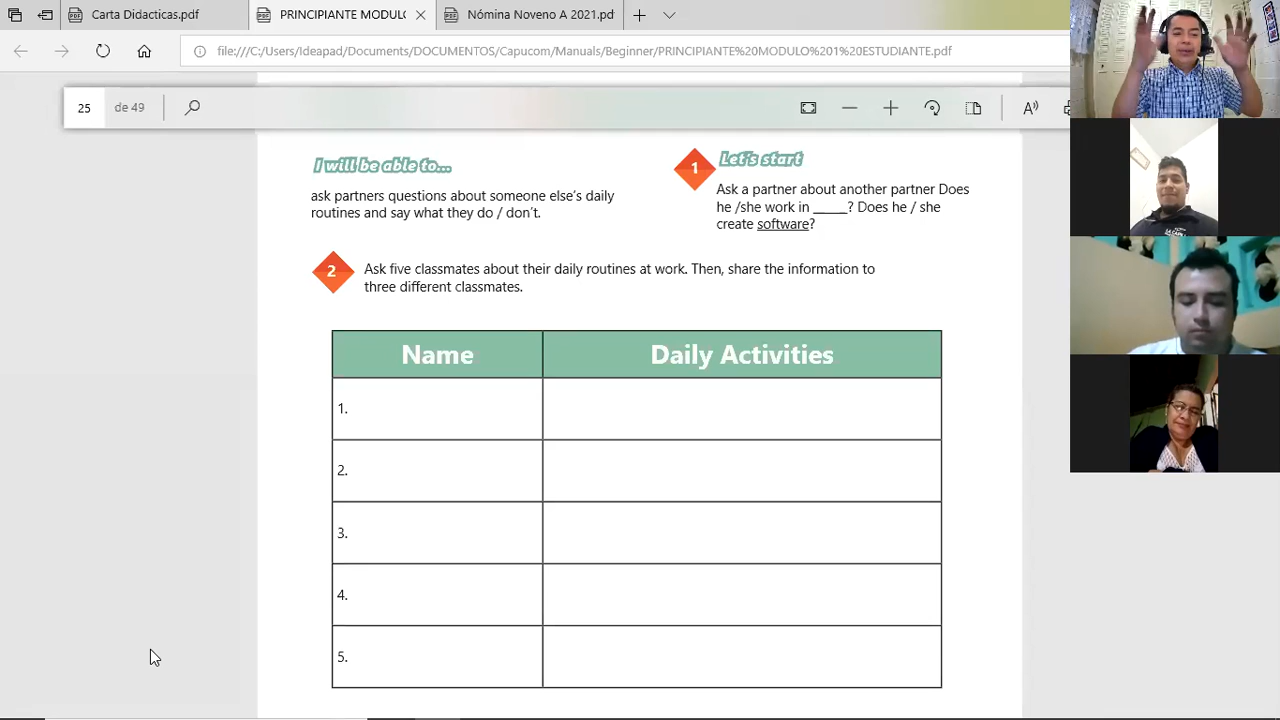 Carta Didacticas.pdf
PRINCIPIANTE MODULO
Nómina Noveno A 2021.pd
file:///C:/Users/Ideapad/Documents/DOCUMENTS/Capucom/Manuals/Beginner/PRINCIPIANTE%20MODULO%201%20ESTUDIANTE.pdf
25 de 49
I will be able to...
ask partners questions about someone else's daily
routines and say what they do / don't.
1
Let's start
Ask a partner about another partner Does
he /she work in _____? Does he / she
create software?
2
Ask five classmates about their daily routines at work. Then, share the information to
three different classmates.
Name Daily Activities
1.
2.
3.
4.
5.